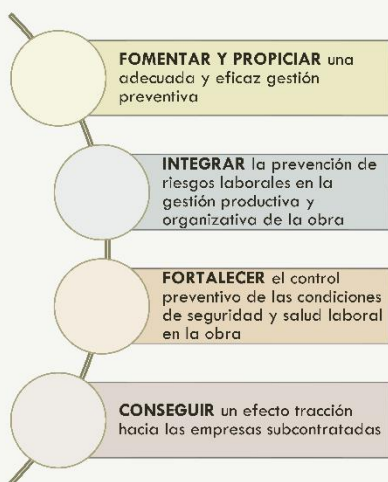 FOMENTAR Y PROPICIAR una
adecuada y eficaz gestión
preventiva
INTEGRAR la prevención de
riesgos laborales en la
gestión productiva y
organizativa de la obra
FORTALECER el control
preventivo de las condiciones
de seguridad y salud laboral
en la obra
CONSEGUIR un efecto tracción
hacia las empresas subcontratadas